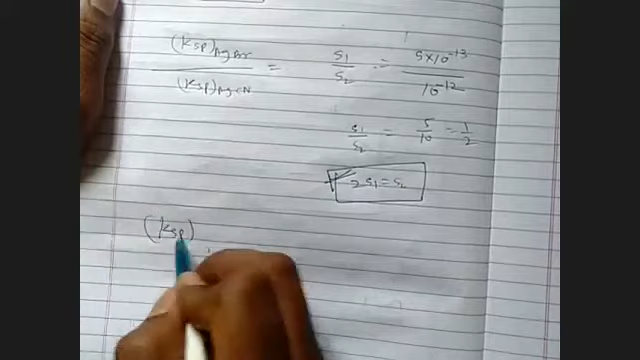 (Ksp)AgBr / (Ksp)AgCN = s₁/s₂ = 5×10⁻¹³ / 10⁻¹²
s₁/s₂ = 5/10 = 1/2
2s₁ = s₂
(Ksp)